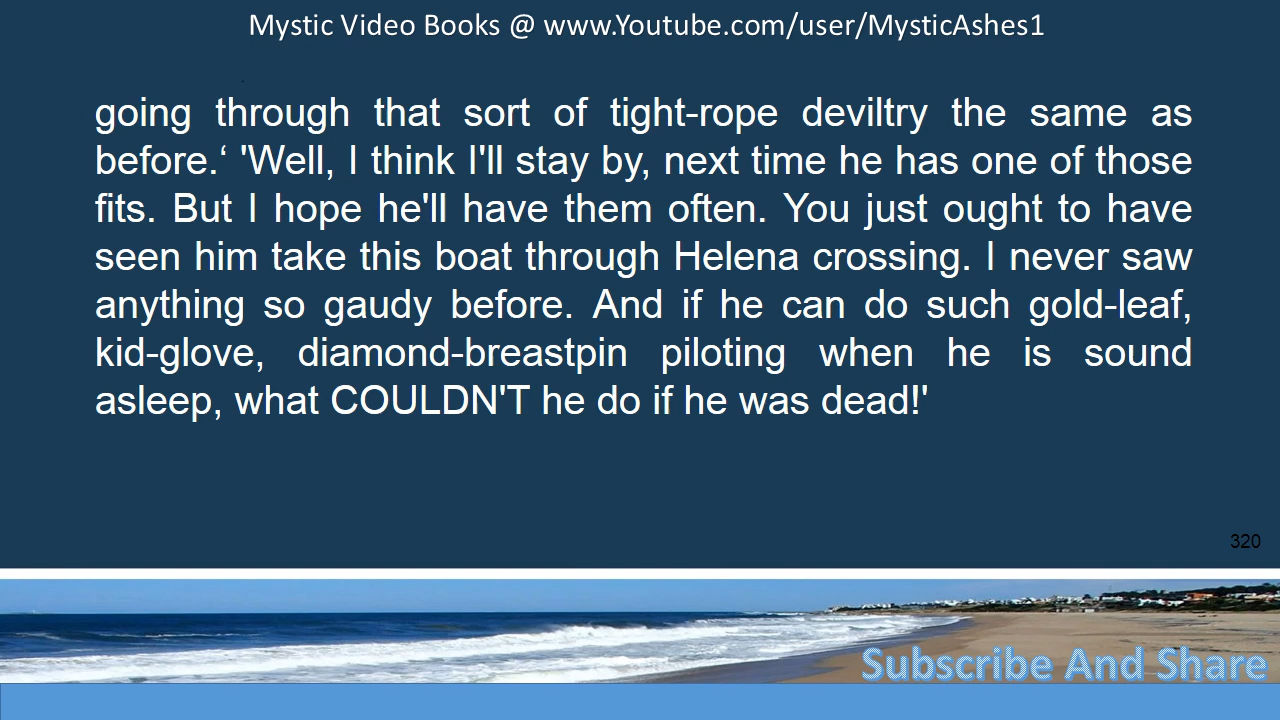 Mystic Video Books @ www.Youtube.com/user/MysticAshes1
going through that sort of tight-rope deviltry the same as
before.‘ 'Well, I think I'll stay by, next time he has one of those
fits. But I hope he'll have them often. You just ought to have
seen him take this boat through Helena crossing. I never saw
anything so gaudy before. And if he can do such gold-leaf,
kid-glove, diamond-breastpin piloting when he is sound
asleep, what COULDN'T he do if he was dead!'
320
Subscribe And Share